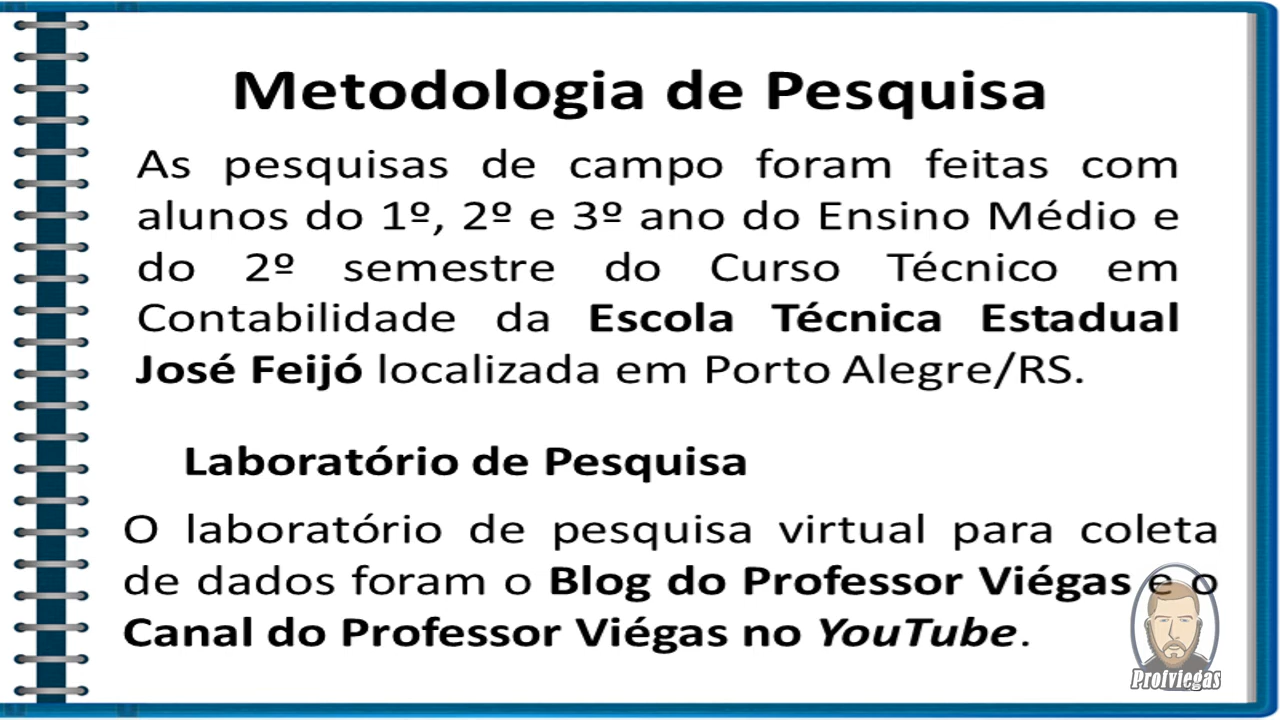 Metodologia de Pesquisa
As pesquisas de campo foram feitas com
alunos do 1º, 2º e 3º ano do Ensino Médio e
do 2º semestre do Curso Técnico em
Contabilidade da Escola Técnica Estadual
José Feijó localizada em Porto Alegre/RS.
Laboratório de Pesquisa
O laboratório de pesquisa virtual para coleta
de dados foram o Blog do Professor Viégas e o
Canal do Professor Viégas no YouTube.
Profviegas